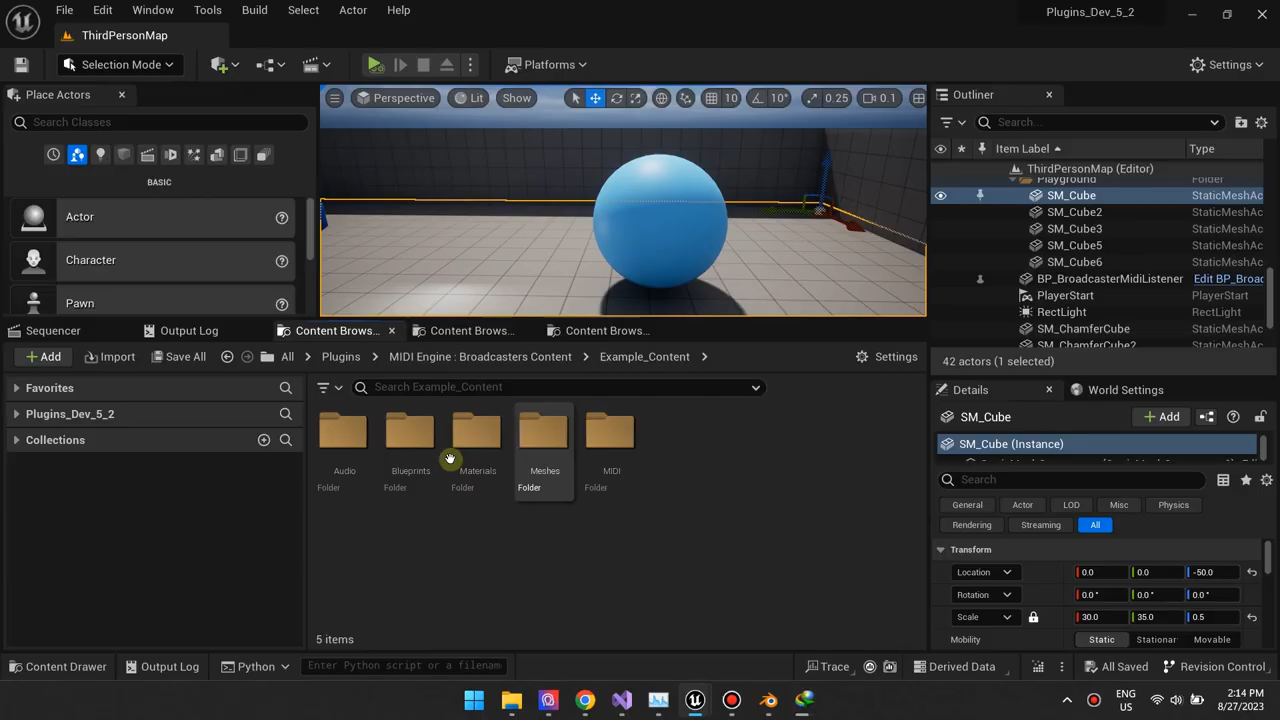 File Edit Window Tools Build Select Actor Help
Plugins_Dev_5_2
ThirdPersonMap
Selection Mode
Platforms
Settings
Place Actors
Search Classes
BASIC
Actor
Character
Pawn
Perspective
Lit
Show
10
10°
0.25
0.1
Outliner
Search...
Item Label
Type
ThirdPersonMap (Editor)
Playground
Folder
SM_Cube
StaticMeshAc
SM_Cube2
StaticMeshAc
SM_Cube3
StaticMeshAc
SM_Cube5
StaticMeshAc
SM_Cube6
StaticMeshAc
BP_BroadcasterMidiListener
Edit BP_Broac
PlayerStart
PlayerStart
RectLight
RectLight
SM_ChamferCube
StaticMeshAc
SM_ChamferCube2
StaticMeshAc
42 actors (1 selected)
Sequencer
Output Log
Content Brows...
Content Brows...
Content Brows...
Add
Import
Save All
All
Plugins
MIDI Engine : Broadcasters Content
Example_Content
Settings
Favorites
Plugins_Dev_5_2
Collections
Search Example_Content
Audio
Folder
Blueprints
Folder
Materials
Folder
Meshes
Folder
MIDI
Folder
5 items
Details
World Settings
SM_Cube
Add
SM_Cube (Instance)
Search
General
Actor
LOD
Misc
Physics
Rendering
Streaming
All
Transform
Location
0.0
0.0
-50.0
Rotation
0.0 °
0.0 °
0.0 °
Scale
30.0
35.0
0.5
Mobility
Static
Stationar
Movable
Content Drawer
Output Log
Python
Enter Python script or a filenam
Trace
Derived Data
All Saved
Revision Control
ENG
US
2:14 PM
8/27/2023